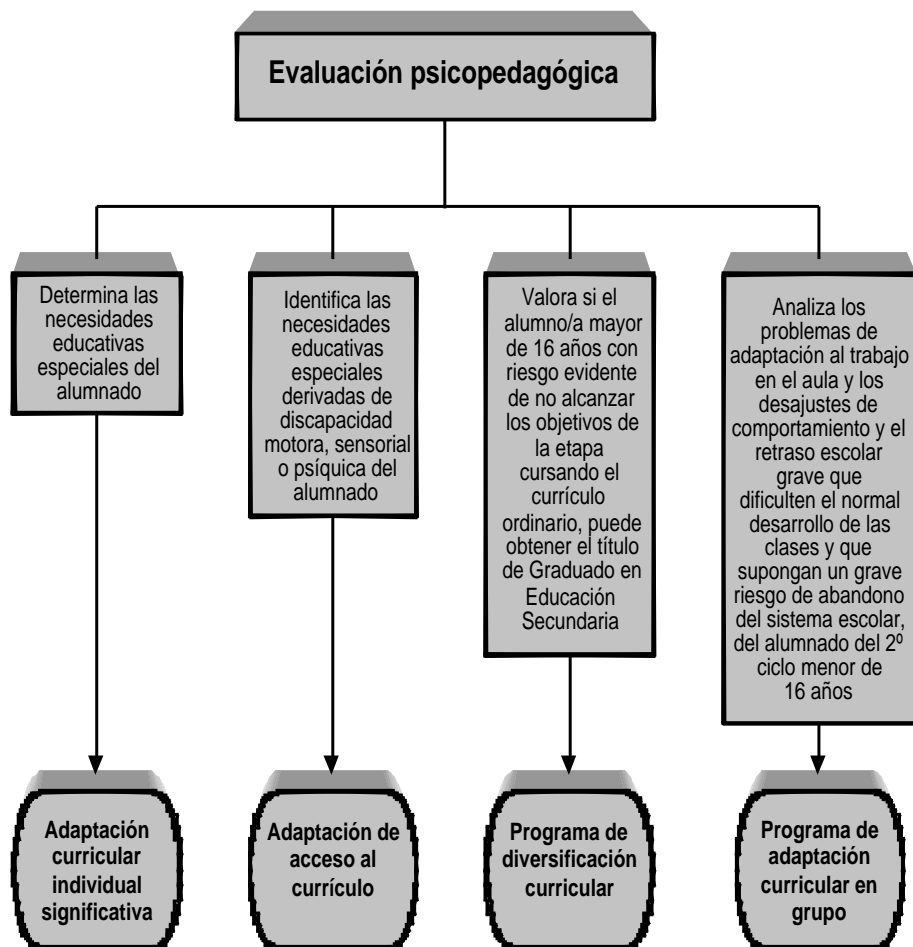 Evaluación psicopedagógica
Determina las
necesidades
educativas
especiales del
alumnado
Identifica las
necesidades
educativas
especiales
derivadas de
discapacidad
motora, sensorial
o psíquica del
alumnado
Valora si el
alumno/a mayor
de 16 años con
riesgo evidente
de no alcanzar
los objetivos de
la etapa
cursando el
currículo
ordinario, puede
obtener el título
de Graduado en
Educación
Secundaria
Analiza los
problemas de
adaptación al trabajo
en el aula y los
desajustes de
comportamiento y el
retraso escolar
grave que
dificulten el normal
desarrollo de las
clases y que
supongan un grave
riesgo de abandono
del sistema escolar,
del alumnado del 2º
ciclo menor de
16 años
Adaptación
curricular
individual
significativa
Adaptación de
acceso al
currículo
Programa de
diversificación
curricular
Programa de
adaptación
curricular en
grupo